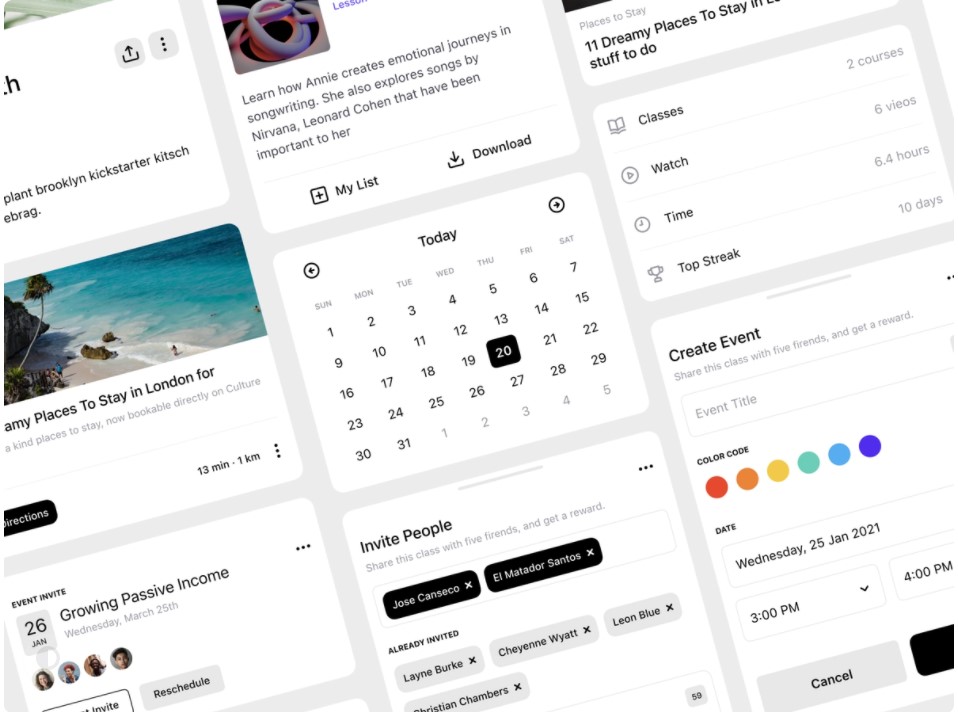 th
plant brooklyn kickstarter kitsch
ebrag.
amy Places To Stay in London for
a kind places to stay, now bookable directly on Culture
13 min · 1 km
Directions
EVENT INVITE
26
JAN
Growing Passive Income
Wednesday, March 25th
Invite
Reschedule
Lesson
Learn how Annie creates emotional journeys in
songwriting. She also explores songs by
Nirvana, Leonard Cohen that have been
important to her
My List
Download
Today
SUN MON TUE WED THU FRI SAT
1 2 3 4 5 6 7
9 10 11 12 13 14 15
16 17 18 19 20 21 22
23 24 25 26 27 28 29
30 31 1 2 3 4 5
Invite People
Share this class with five firends, and get a reward.
Jose Canseco × El Matador Santos ×
ALREADY INVITED
Layne Burke × Cheyenne Wyatt × Leon Blue ×
Christian Chambers ×
59
Places to Stay
11 Dreamy Places To Stay in Lo
stuff to do
Classes 2 courses
Watch 6 vieos
Time 6.4 hours
Top Streak 10 days
Create Event
Share this class with five firends, and get a reward.
Event Title
COLOR CODE
DATE
Wednesday, 25 Jan 2021
3:00 PM
4:00 PM
Cancel